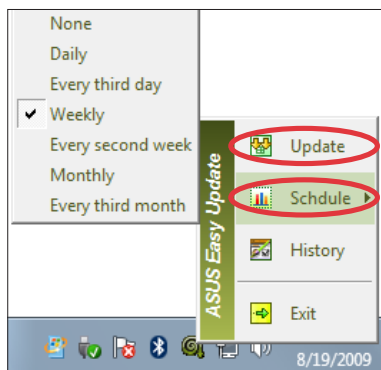 None
Daily
Every third day
Weekly
Every second week
Monthly
Every third month
ASUS Easy Update
Update
Schdule
History
Exit
8/19/2009